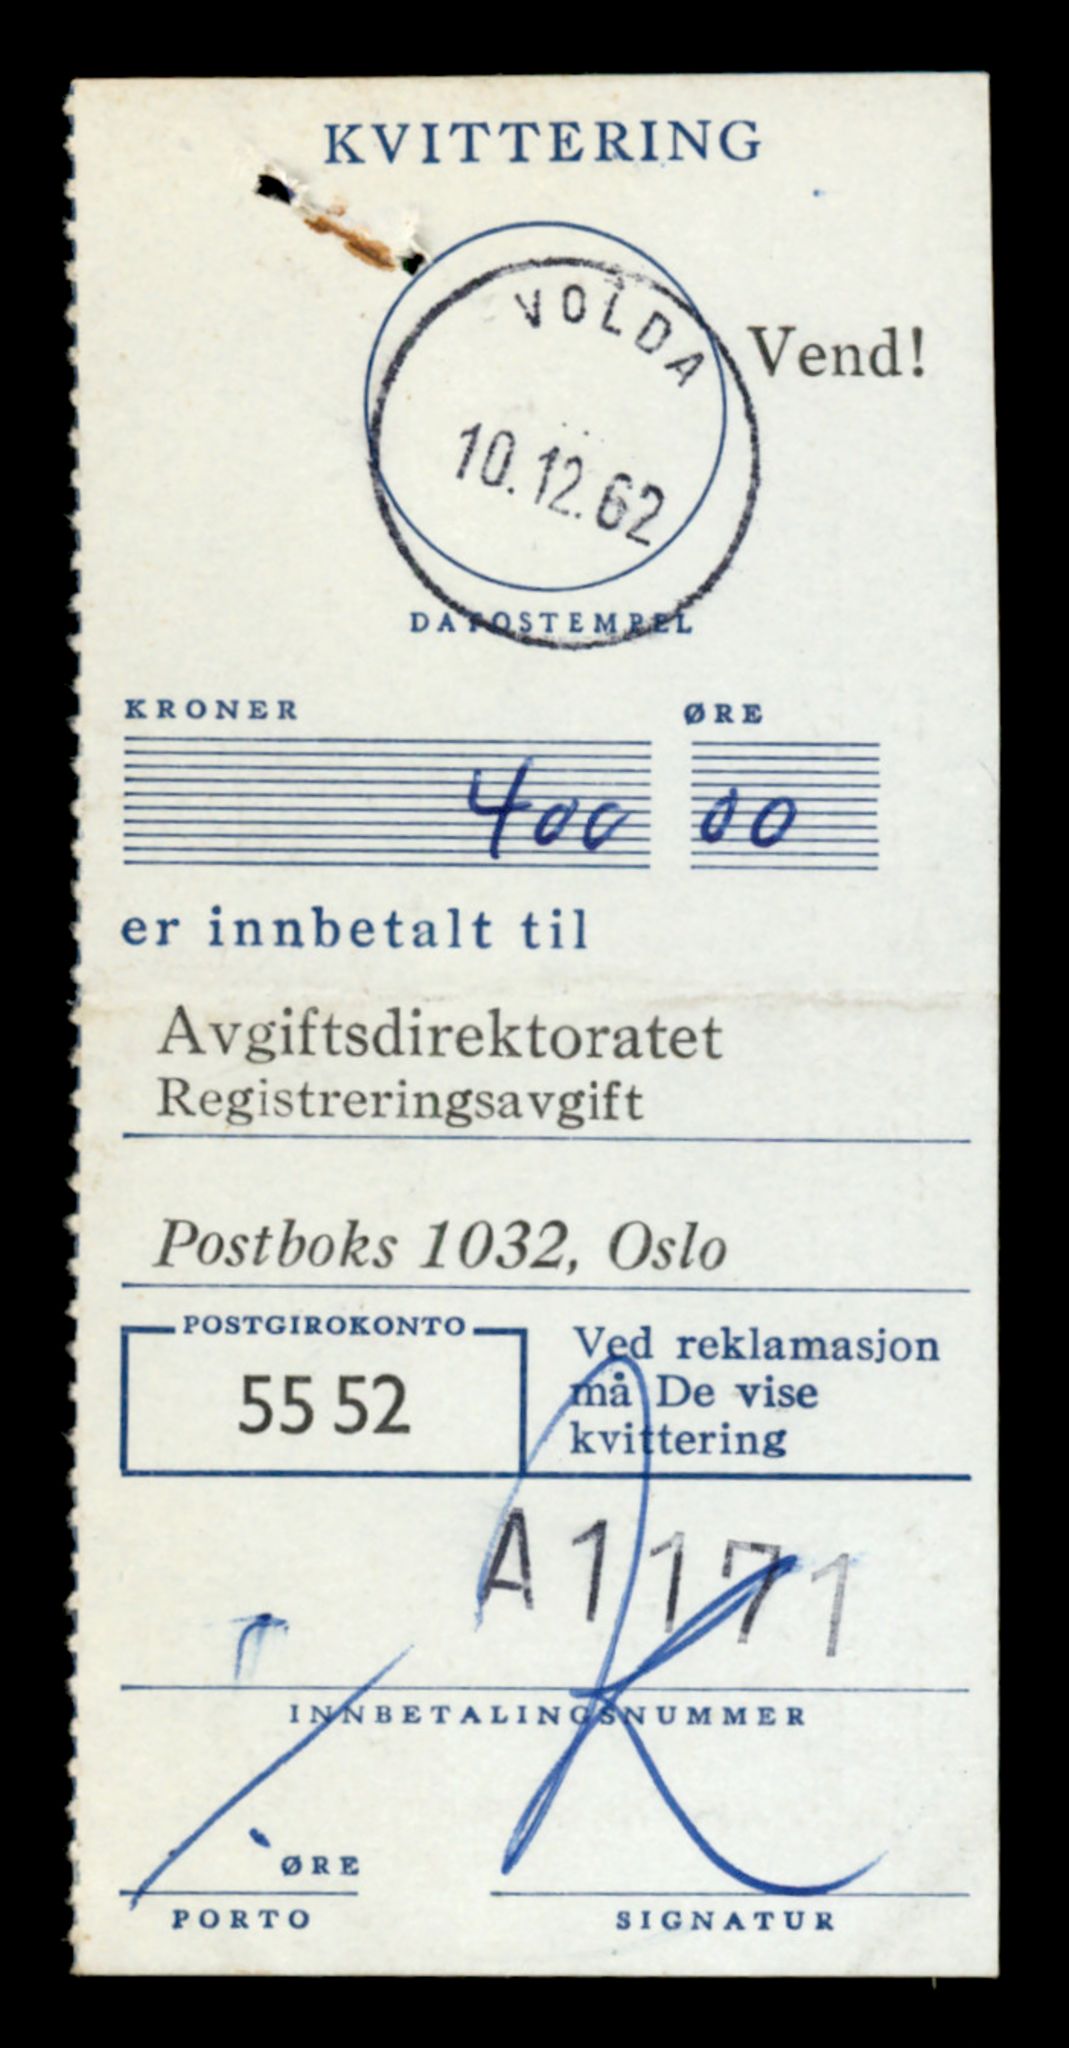 KVITTERING
VOLDA
Vend!
10.12.62
DATOSTEMPEL
KRONER ØRE
400 00
er innbetalt til
Avgiftsdirektoratet
Registreringsavgift
Postboks 1032, Oslo
POSTGIROKONTO
55 52
Ved reklamasjon
må De vise
kvittering
A1171
INNBETALINGSNUMMER
ØRE
PORTO
SIGNATUR